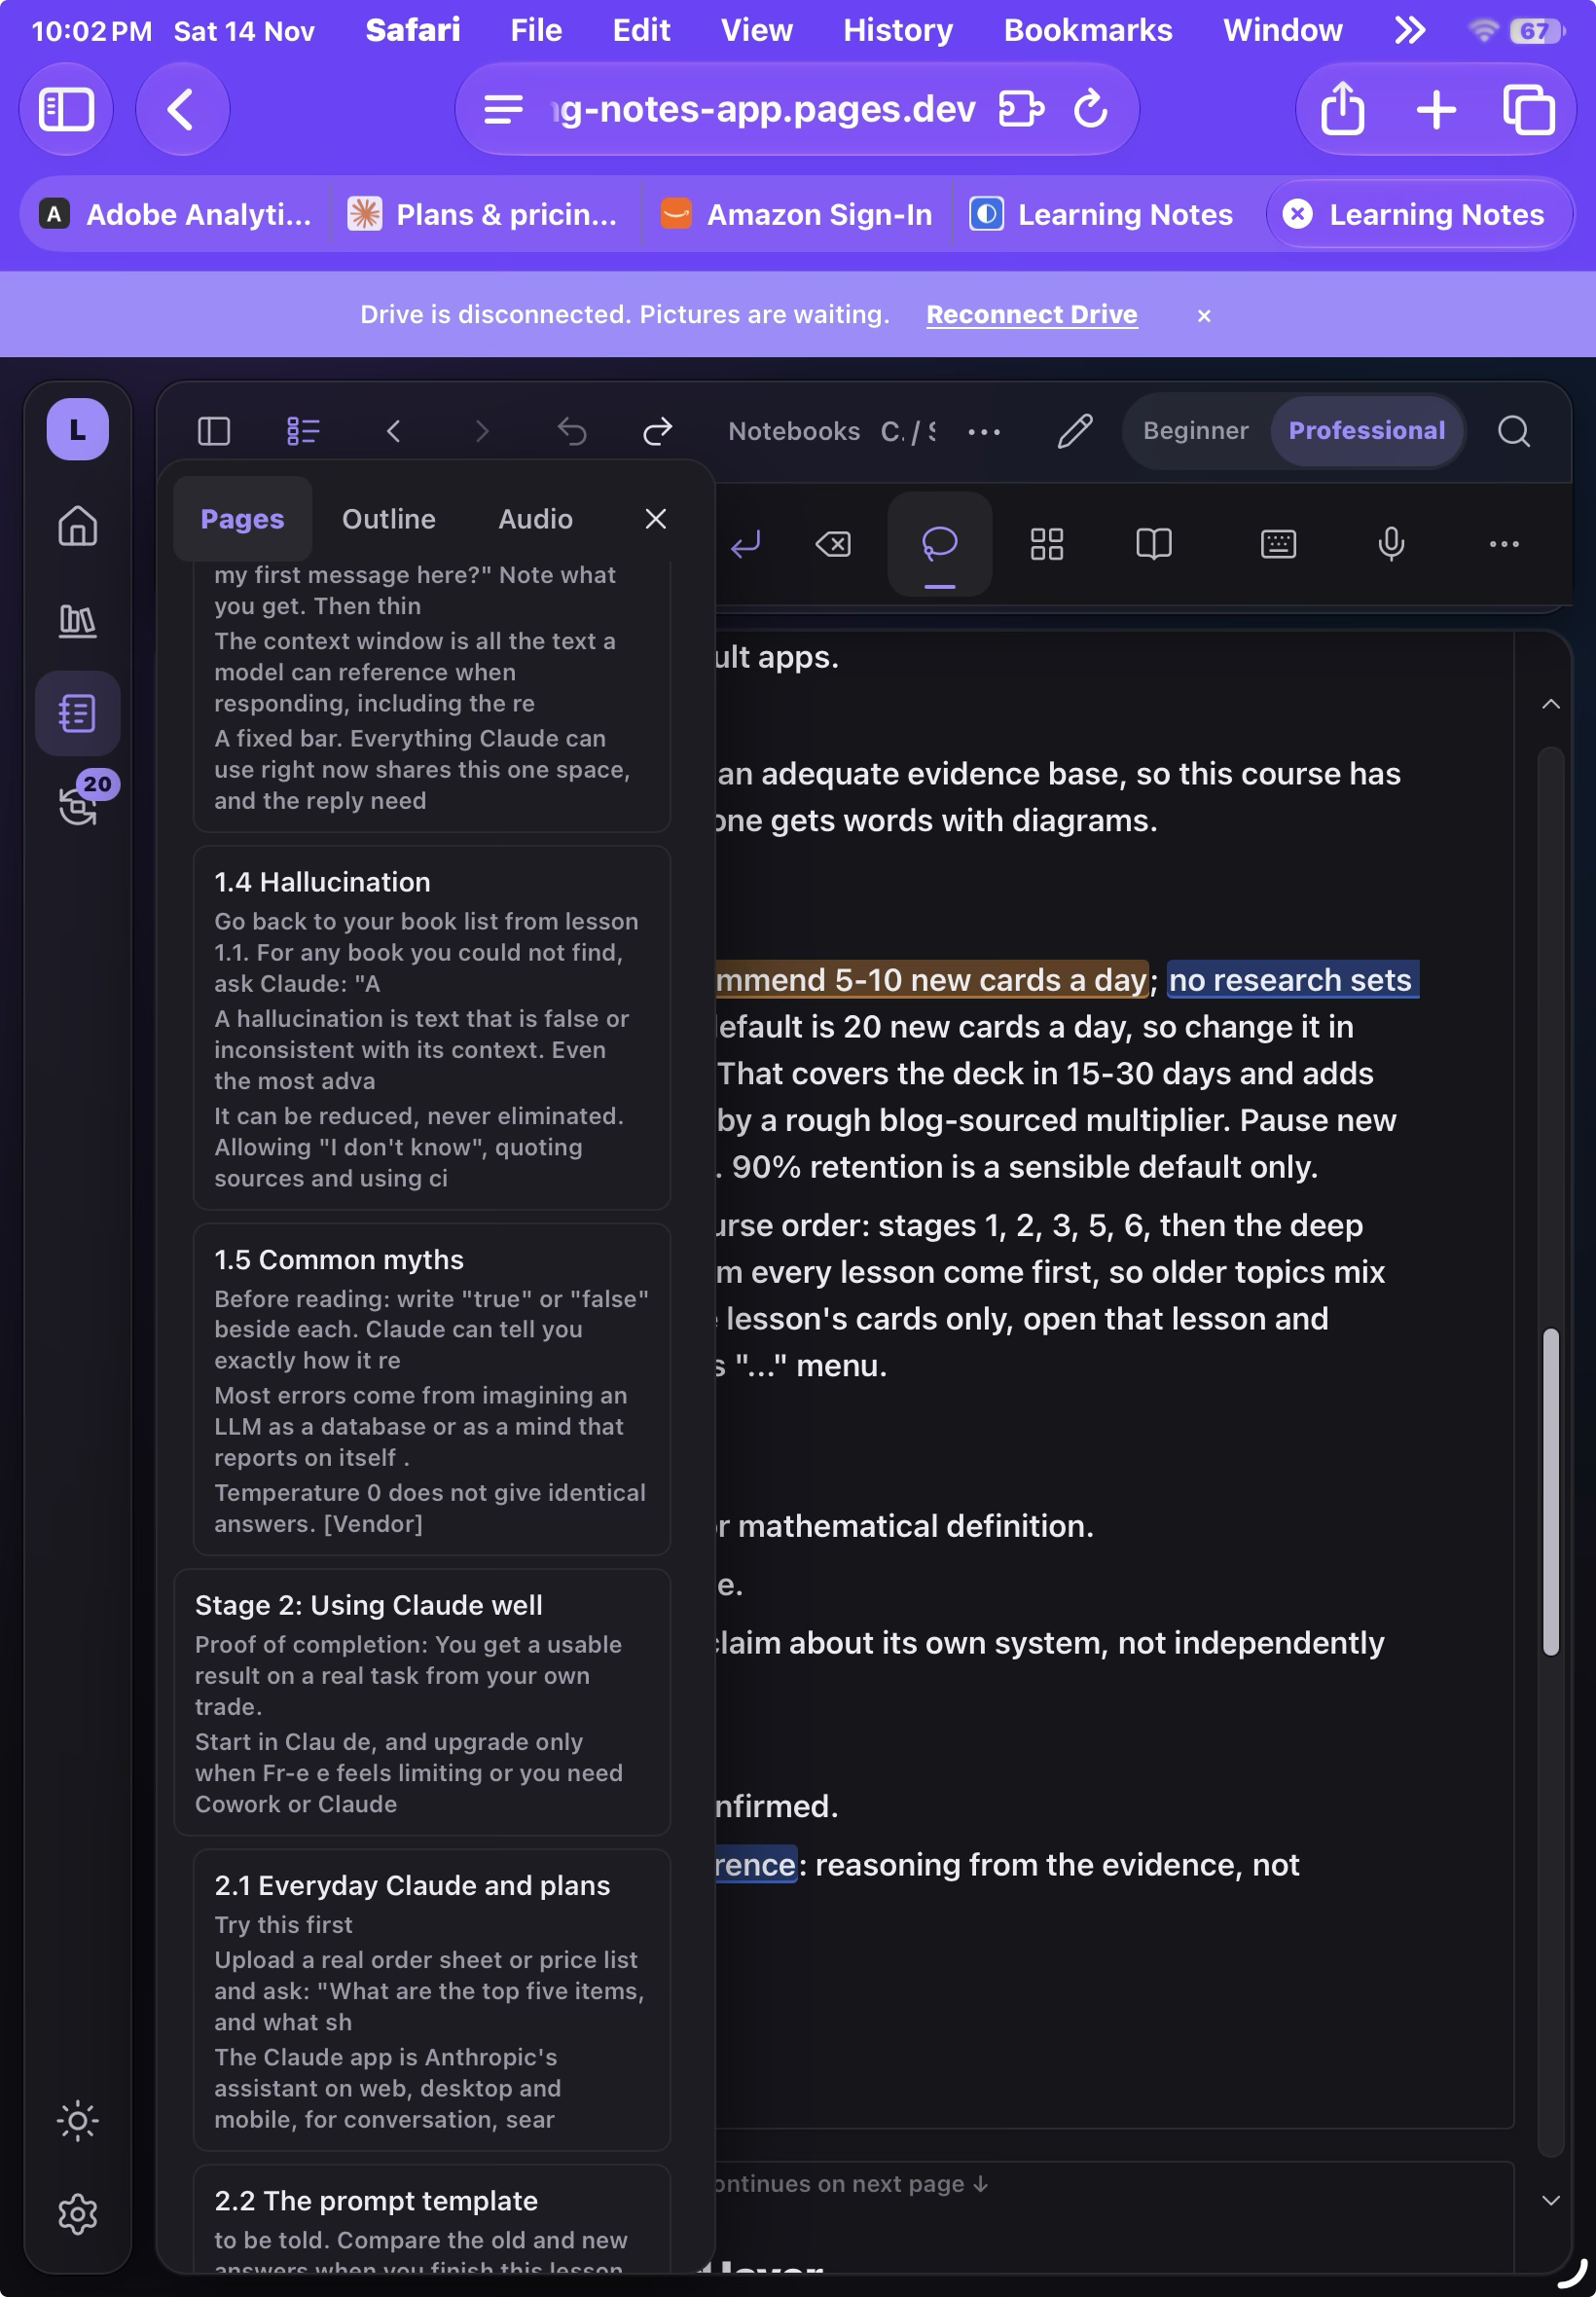 10:02 PM Sat 14 Nov Safari File Edit View History Bookmarks Window 67
g-notes-app.pages.dev
Adobe Analyti... Plans & pricin... Amazon Sign-In Learning Notes Learning Notes
Drive is disconnected. Pictures are waiting. Reconnect Drive
L
20
Notebooks C. / Beginner Professional
Pages Outline Audio
my first message here?" Note what
you get. Then thin
The context window is all the text a
model can reference when
responding, including the re
A fixed bar. Everything Claude can
use right now shares this one space,
and the reply need
1.4 Hallucination
Go back to your book list from lesson
1.1. For any book you could not find,
ask Claude: "A
A hallucination is text that is false or
inconsistent with its context. Even
the most adva
It can be reduced, never eliminated.
Allowing "I don't know", quoting
sources and using ci
1.5 Common myths
Before reading: write "true" or "false"
beside each. Claude can tell you
exactly how it re
Most errors come from imagining an
LLM as a database or as a mind that
reports on itself .
Temperature 0 does not give identical
answers. [Vendor]
Stage 2: Using Claude well
Proof of completion: You get a usable
result on a real task from your own
trade.
Start in Clau de, and upgrade only
when Fr-e e feels limiting or you need
Cowork or Claude
2.1 Everyday Claude and plans
Try this first
Upload a real order sheet or price list
and ask: "What are the top five items,
and what sh
The Claude app is Anthropic's
assistant on web, desktop and
mobile, for conversation, sear
2.2 The prompt template
to be told. Compare the old and new
answers when you finish this lesson
ult apps.
an adequate evidence base, so this course has
one gets words with diagrams.
mmend 5-10 new cards a day; no research sets
efault is 20 new cards a day, so change it in
That covers the deck in 15-30 days and adds
by a rough blog-sourced multiplier. Pause new
. 90% retention is a sensible default only.
urse order: stages 1, 2, 3, 5, 6, then the deep
m every lesson come first, so older topics mix
lesson's cards only, open that lesson and
s "..." menu.
r mathematical definition.
e.
claim about its own system, not independently
nfirmed.
rence: reasoning from the evidence, not
ontinues on next page ↓